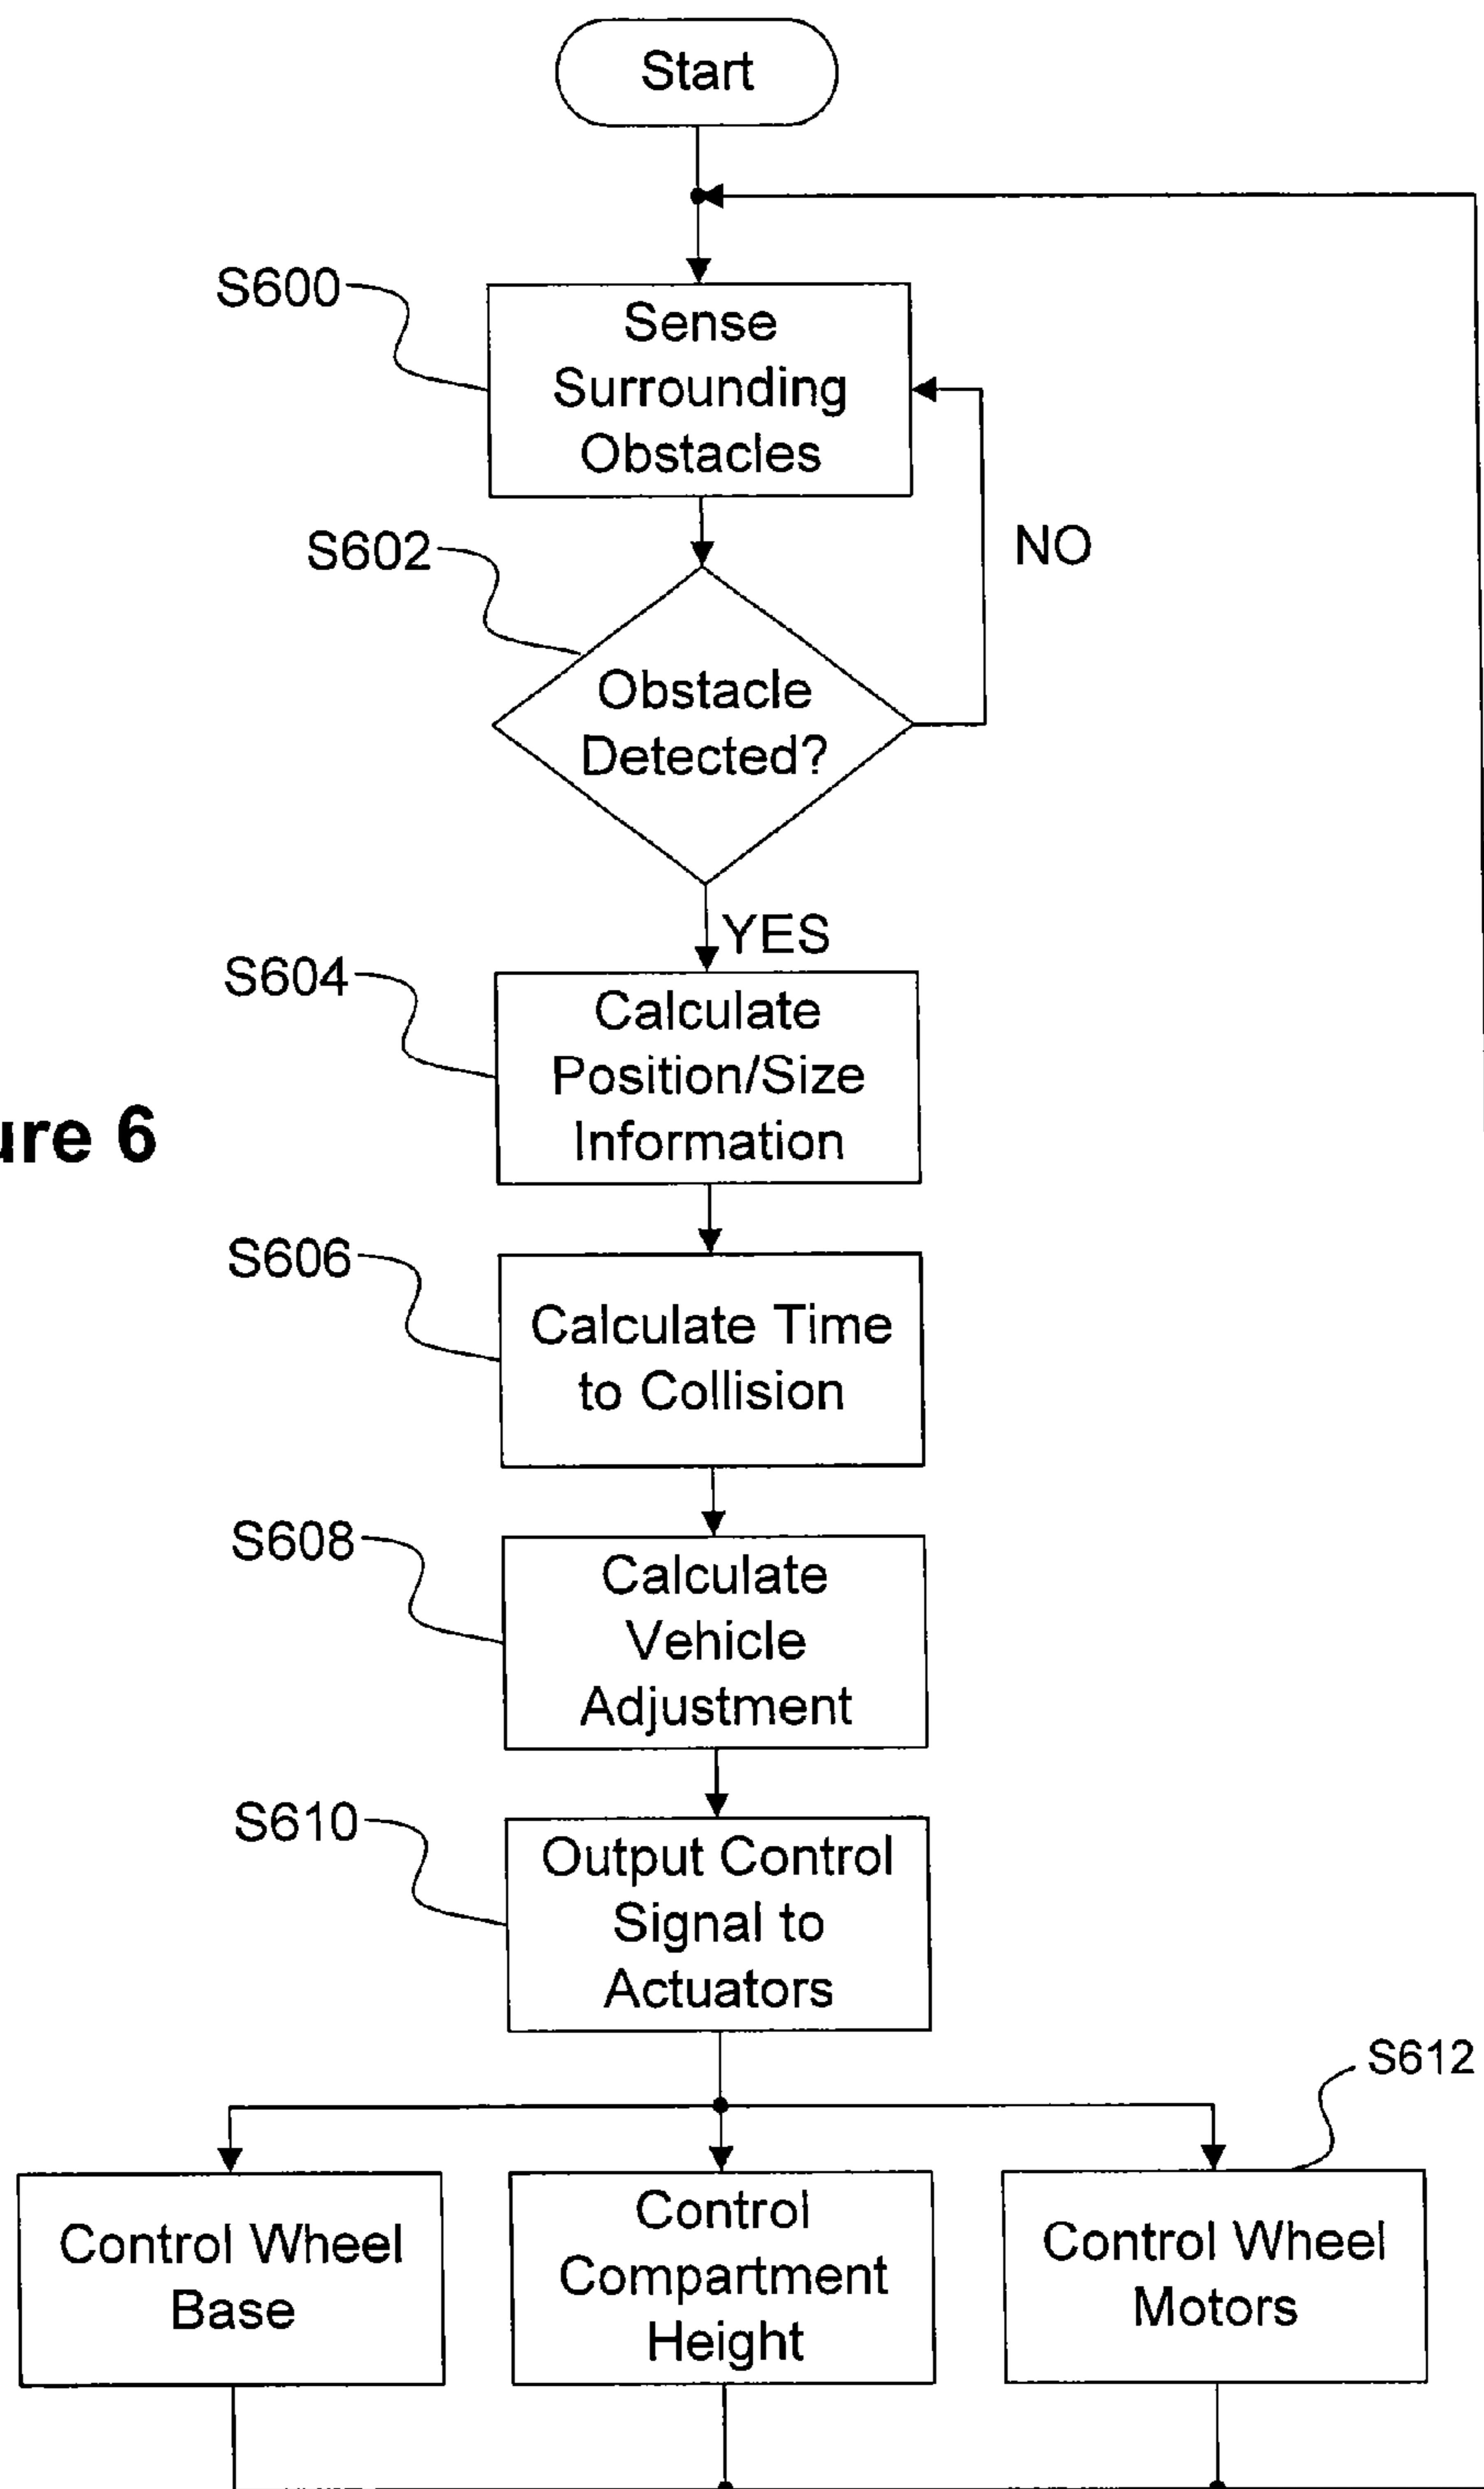 Start
S600
Sense
Surrounding
Obstacles
S602
NO
Obstacle
Detected?
YES
S604
Calculate
Position/Size
Information
ure 6
S606
Calculate Time
to Collision
S608
Calculate
Vehicle
Adjustment
S610
Output Control
Signal to
Actuators
S612
Control Wheel
Base
Control
Compartment
Height
Control Wheel
Motors